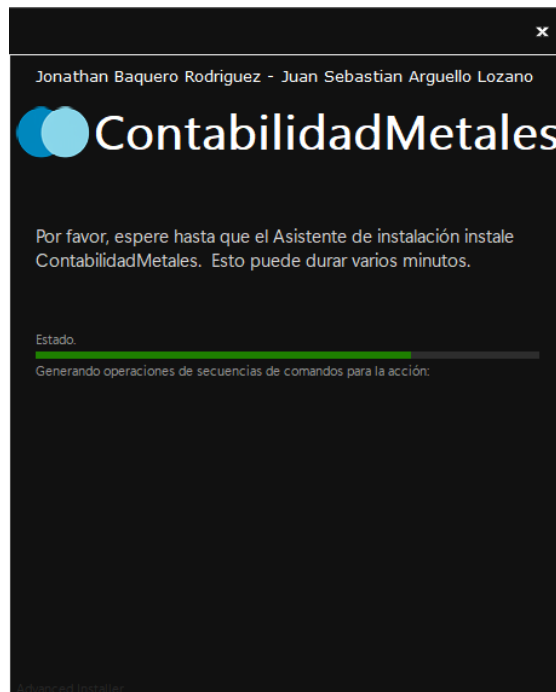 x
Jonathan Baquero Rodriguez - Juan Sebastian Arguello Lozano
ContabilidadMetales
Por favor, espere hasta que el Asistente de instalación instale
ContabilidadMetales. Esto puede durar varios minutos.
Estado.
Generando operaciones de secuencias de comandos para la acción:
Advanced Installer